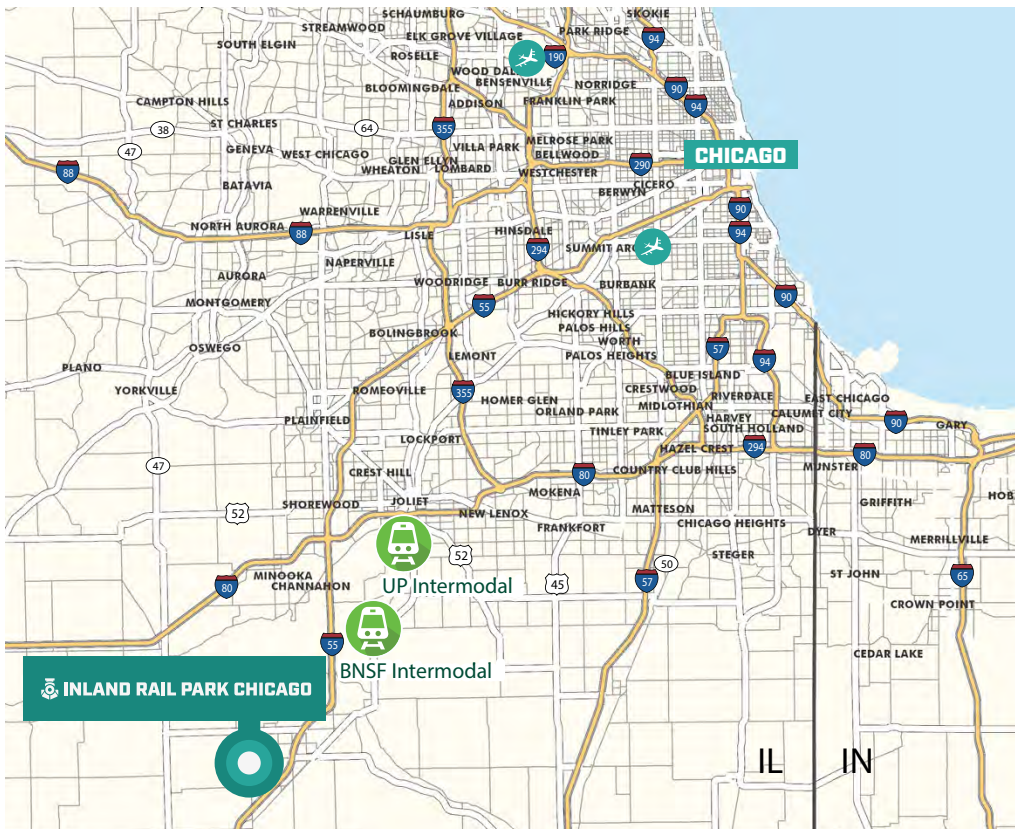 SCHAUMBURG
SKOKIE
STREAMWOOD
ELK GROVE VILLAGE
PARK RIDGE
94
SOUTH ELGIN
ROSELLE
190
WOOD DAL
BENSENVILLE
NORRIDGE
90
BLOOMINGDALE
CAMPTON HILLS
ADDISON
FRANKLIN PARK
94
ST CHARLES
38
64
355
47
GENEVA
WEST CHICAGO
VILLA PARK
MELROSE PARK
BELLWOOD
CHICAGO
GLEN ELLYN
LOMBARD
290
88
WHEATON
WESTCHESTER
BATAVIA
CICERO
BERWYN
WARRENVILLE
90
NORTH AURORA
88
LISLE
HINSDALE
94
294
SUMMIT ARG
NAPERVILLE
AURORA
WOODRIDGE
BURR RIDGE
BURBANK
90
MONTGOMERY
55
HICKORY HILLS
BOLINGBROOK
PALOS HILLS
OSWEGO
WORTH
57
LEMONT
PALOS HEIGHTS
94
PLANO
BLUE ISLAND
YORKVILLE
ROMEOVILLE
355
CRESTWOOD
RIVERDALE
EAST CHICAGO
HOMER GLEN
MIDLOTHIAN
ORLAND PARK
CALUMET CITY
PLAINFIELD
HARVEY
90
GARY
TINLEY PARK
SOUTH HOLLAND
LOCKPORT
HAZEL CREST
294
80
47
CREST HILL
80
COUNTRY CLUB HILLS
MUNSTER
MOKENA
JOLIET
GRIFFITH
HOB
SHOREWOOD
52
NEW LENOX
MATTESON
FRANKFORT
CHICAGO HEIGHTS
DYER
MERRILLVILLE
52
STEGER
50
MINOOKA
CHANNAHON
80
UP Intermodal
45
57
ST JOHN
65
CROWN POINT
55
BNSF Intermodal
CEDAR LAKE
INLAND RAIL PARK CHICAGO
IL
IN